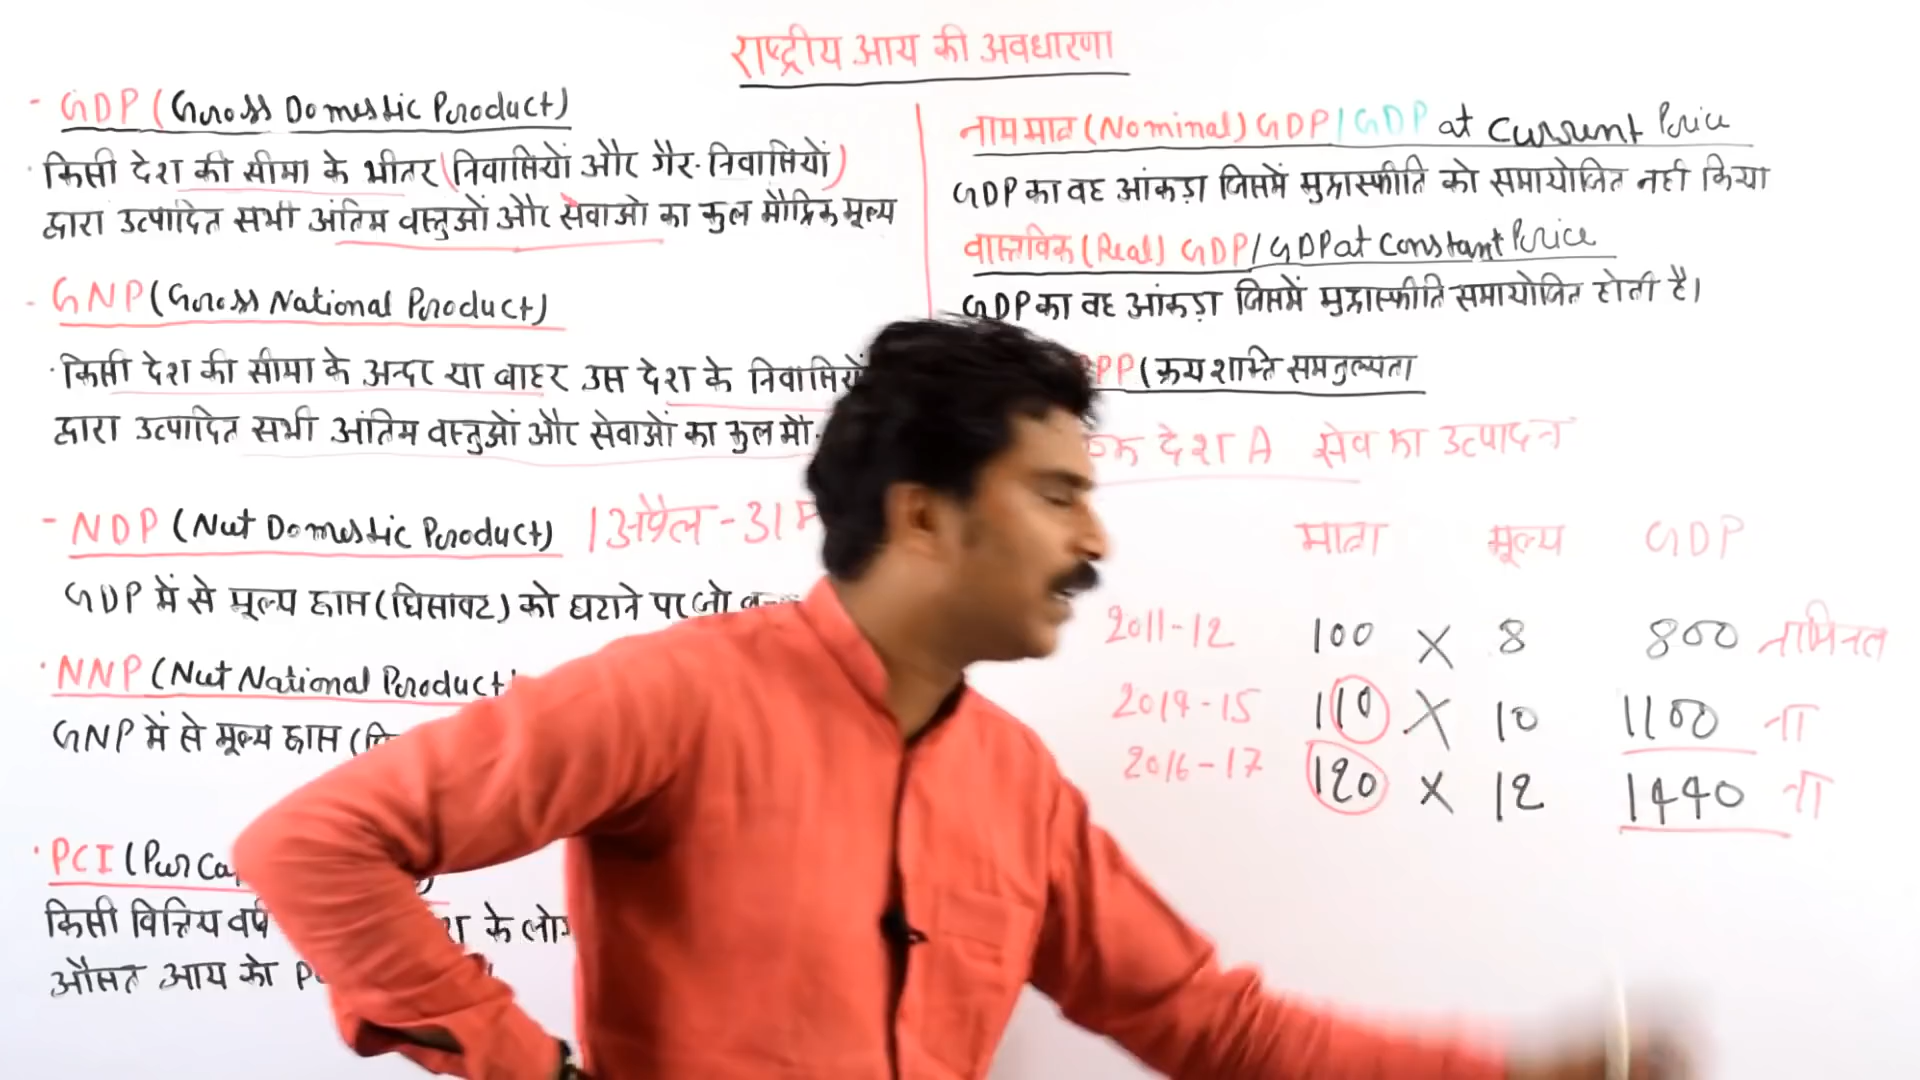 राष्ट्रीय आय की अवधारणा
- GDP (Gross Domestic Product)
किसी देश की सीमा के भीतर (निवासियों और गैर-निवासियों)
द्वारा उत्पादित सभी अंतिम वस्तुओं और सेवाओ का कुल मौद्रिक मूल्य
- GNP (Gross National Product)
· किसी देश की सीमा के अन्दर या बाहर उस देश के निवासियों
द्वारा उत्पादित सभी अंतिम वस्तुओं और सेवाओं का कुल मौ.
- NDP (Net Domestic Product) 1 अप्रैल - 31
GDP में से मूल्य ह्रास (घिसावट) को घटाने पर जो
· NNP (Net National Product
GNP में से मूल्य ह्रास (
· PCI (Per Ca
किसी वित्तिय वर्ष के लो
औसत आय को P
नाममात्र (Nominal) GDP / GDP at Current Price
GDP का वह आंकड़ा जिसमें मुद्रास्फीति को समायोजित नही किया
वास्तविक (Real) GDP / GDP at Constant Price
GDP का वह आंकड़ा जिसमें मुद्रास्फीति समायोजित होती है।
PP (क्रय शक्ति समतुल्यता
देश A सेव का उत्पादन
मात्रा मूल्य GDP
2011-12 100 X 8 800 नामिनल
2014-15 110 X 10 1100 ना
2016-17 120 X 12 1440 ना